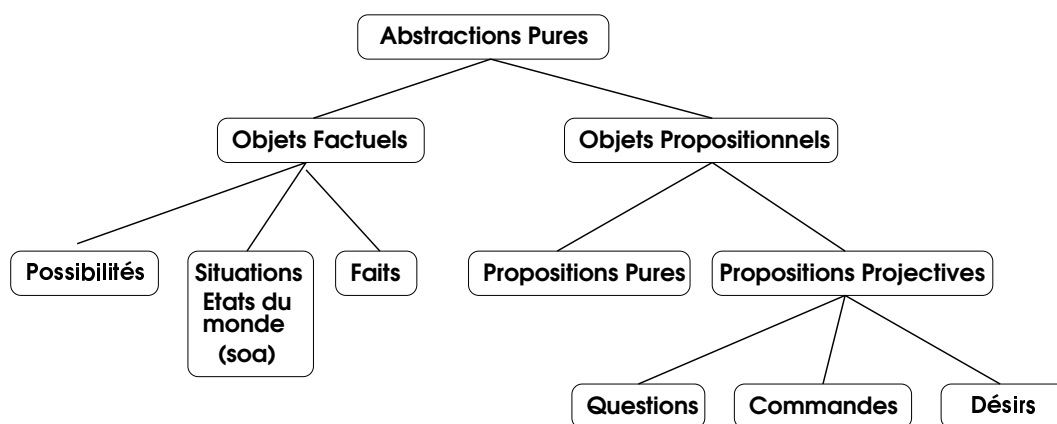 Abstractions Pures
Objets Factuels
Objets Propositionnels
Possibilités
Situations
Etats du
monde
(soa)
Faits
Propositions Pures
Propositions Projectives
Questions
Commandes
Désirs